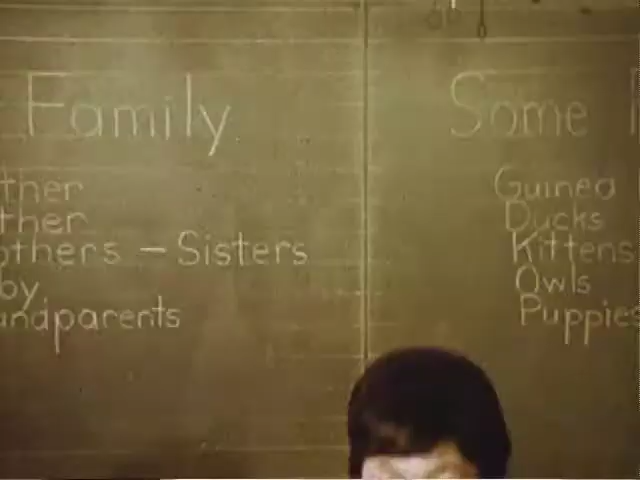 Family
ther
ther
others - Sisters
by
andparents
Some
Guinea
Ducks
Kittens
Owls
Puppies